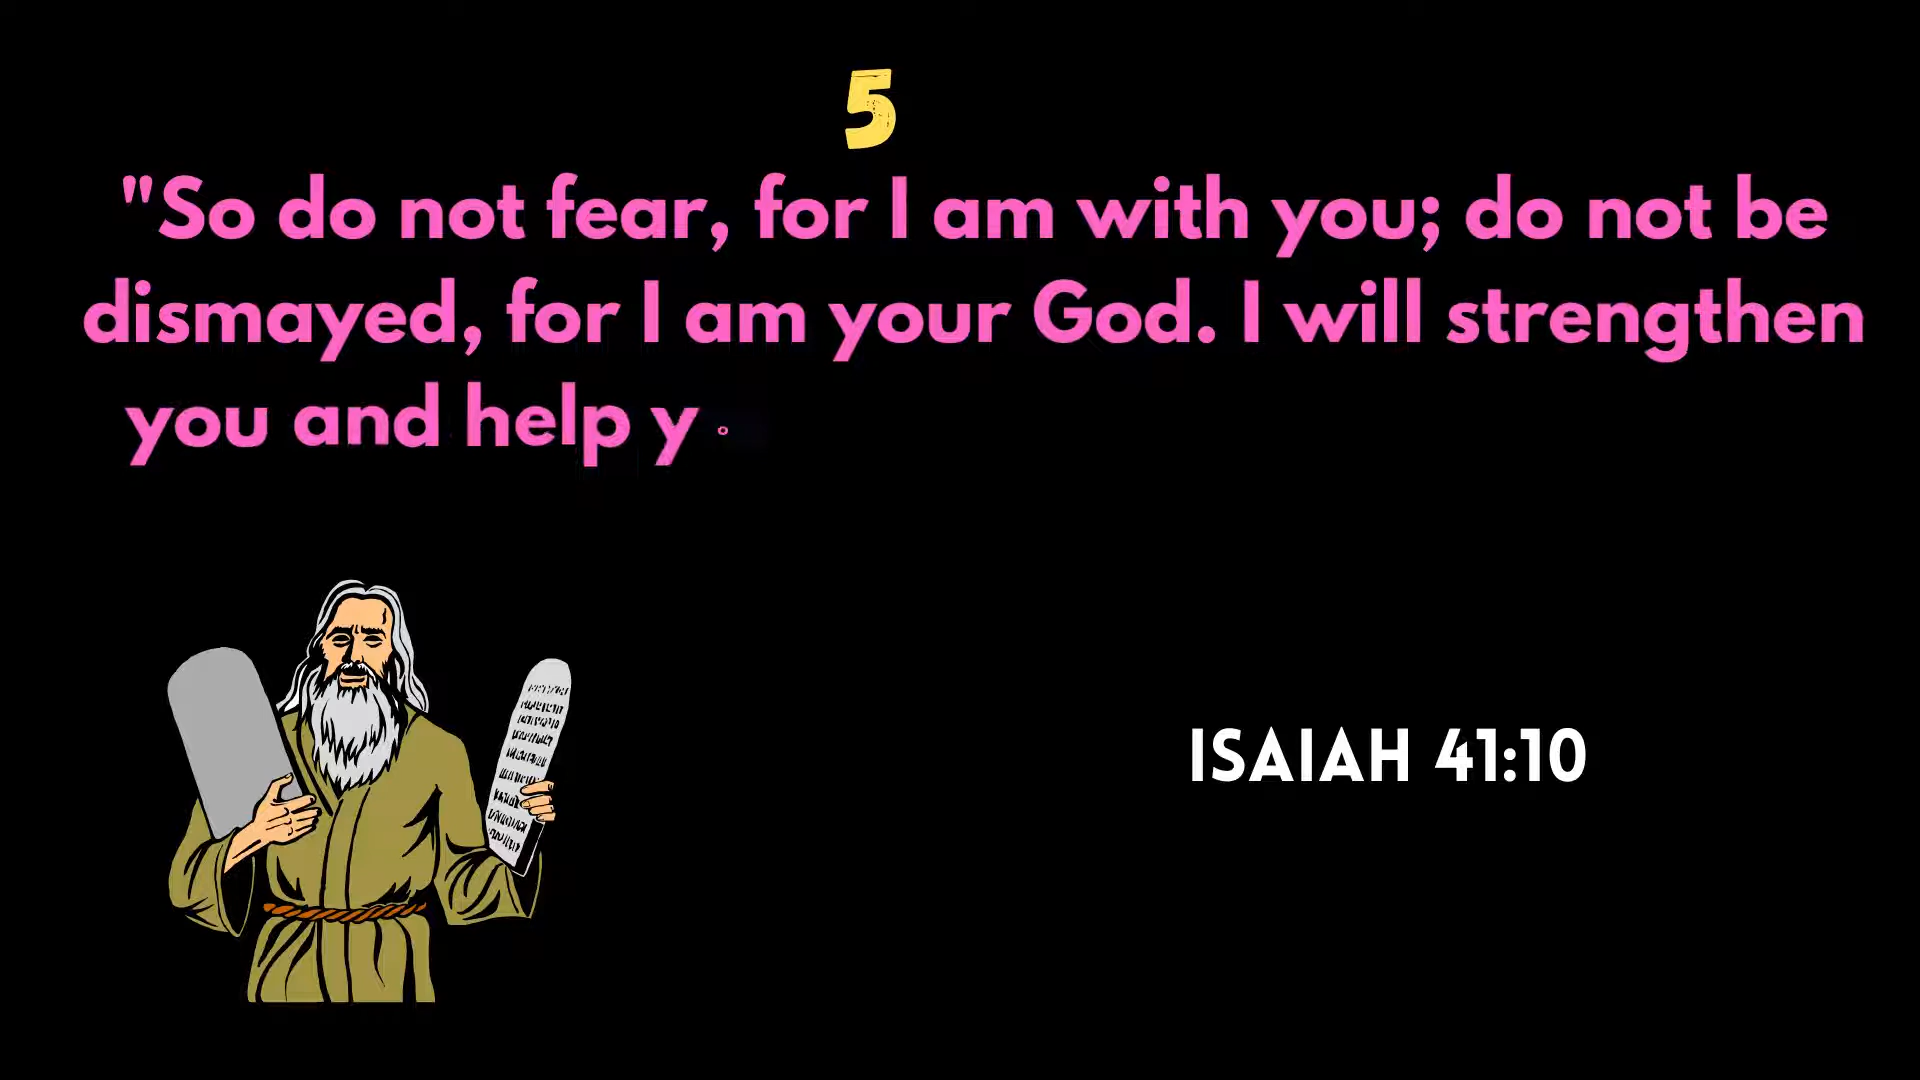 5
"So do not fear, for I am with you; do not be
dismayed, for I am your God. I will strengthen
you and help y
ISAIAH 41:10